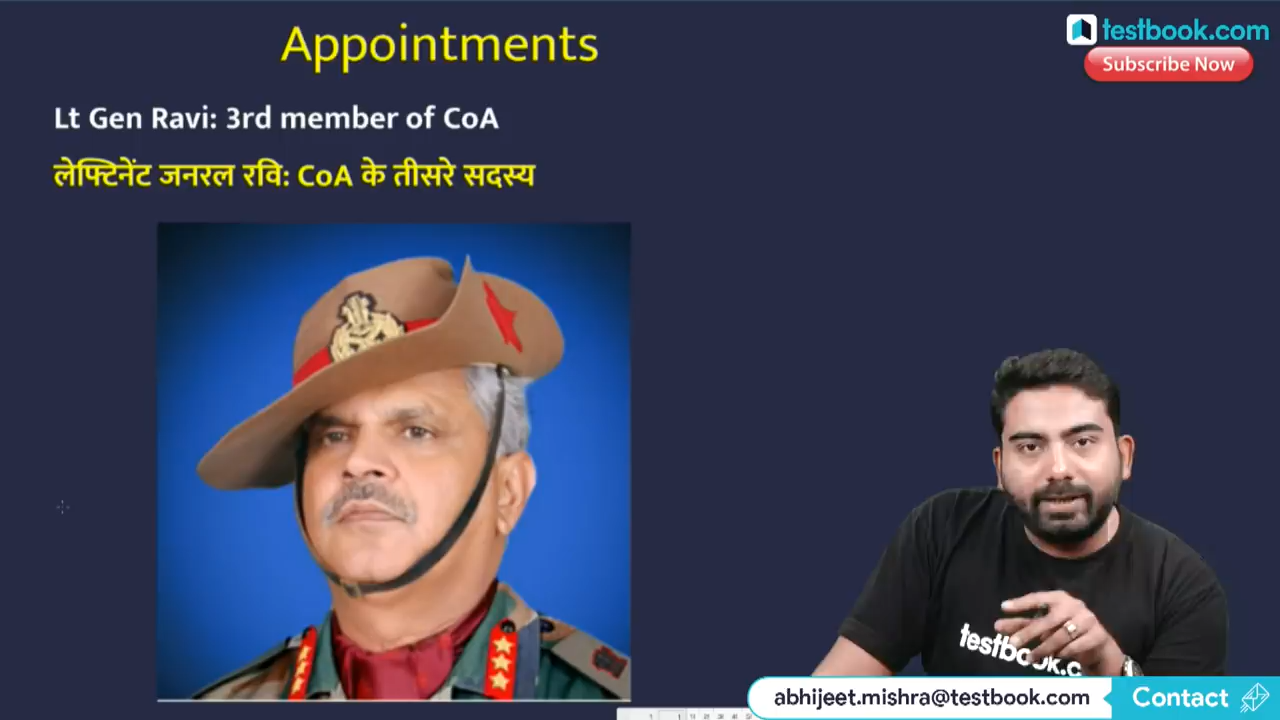 Appointments
testbook.com
Subscribe Now
Lt Gen Ravi: 3rd member of CoA
लेफ्टिनेंट जनरल रवि: CoA के तीसरे सदस्य
testbook.c
abhijeet.mishra@testbook.com
Contact